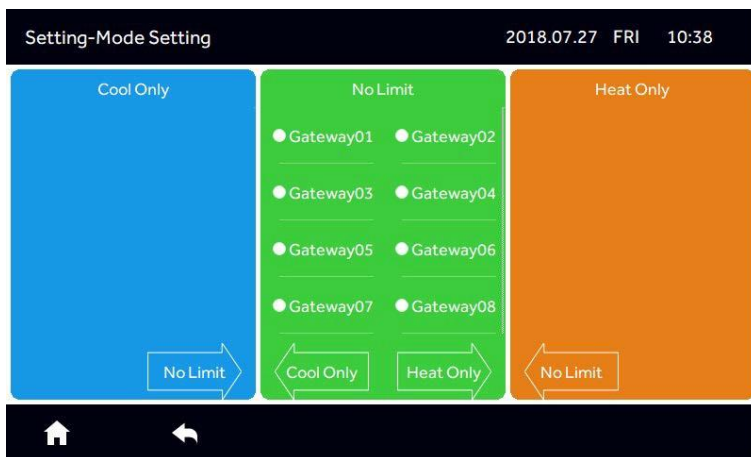 Setting-Mode Setting 2018.07.27 FRI 10:38
Cool Only No Limit Heat Only
Gateway01 Gateway02
Gateway03 Gateway04
Gateway05 Gateway06
Gateway07 Gateway08
No Limit Cool Only Heat Only No Limit